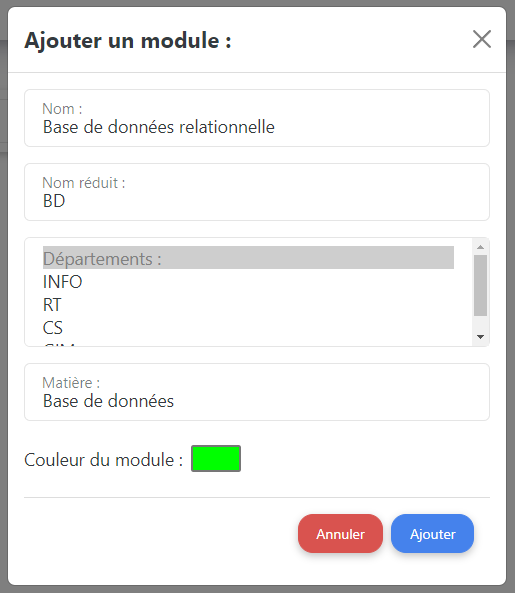 Ajouter un module :
Nom :
Base de données relationnelle
Nom réduit :
BD
Départements :
INFO
RT
CS
Matière :
Base de données
Couleur du module :
Annuler Ajouter